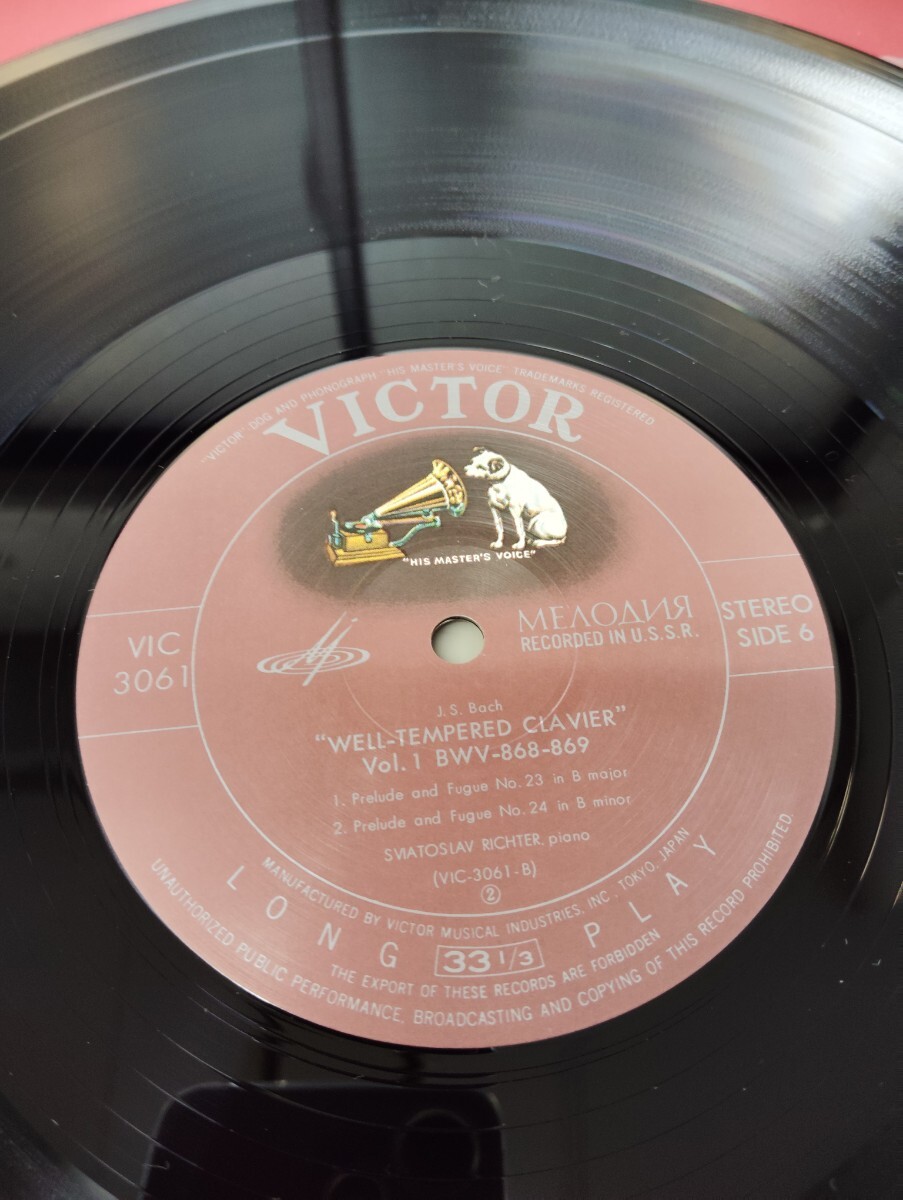 "VICTOR" DOG AND PHONOGRAPH "HIS MASTER'S VOICE" TRADEMARKS REGISTERED
VICTOR
"HIS MASTER'S VOICE"
МЕЛОДИЯ
RECORDED IN U.S.S.R.
VIC
3061
STEREO
SIDE 6
J. S. Bach
"WELL-TEMPERED CLAVIER"
Vol. 1 BWV-868-869
1. Prelude and Fugue No. 23 in B major
2. Prelude and Fugue No. 24 in B minor
SVIATOSLAV RICHTER, piano
(VIC-3061-B)
②
MANUFACTURED BY VICTOR MUSICAL INDUSTRIES, INC., TOKYO, JAPAN
LONG 33 1/3 PLAY
THE EXPORT OF THESE RECORDS ARE FORBIDDEN
UNAUTHORIZED PUBLIC PERFORMANCE, BROADCASTING AND COPYING OF THIS RECORD PROHIBITED.